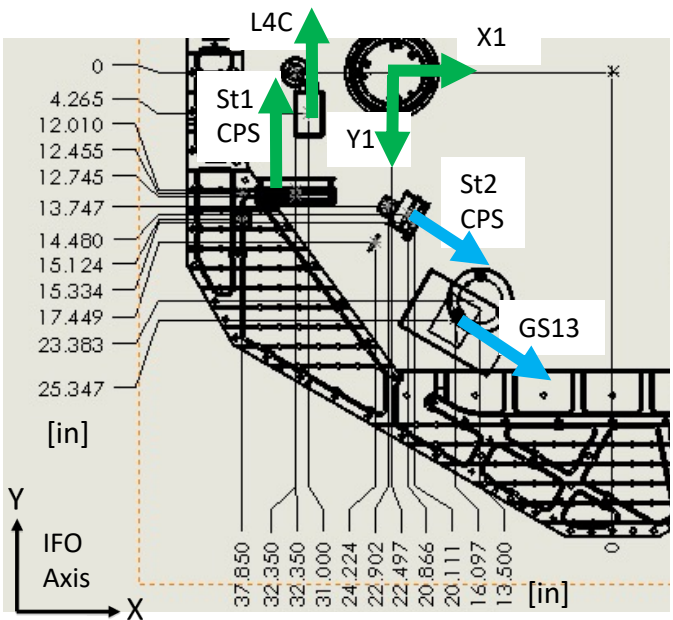 L4C
X1
0
St1
CPS
4.265
12.010
12.455
12.745
13.747
14.480
15.124
15.334
17.449
23.383
25.347
Y1
St2
CPS
GS13
[in]
Y
IFO
Axis
X
37.850
32.350
32.350
31.000
24.224
22.902
22.497
20.866
20.111
16.097
13.500
0
[in]